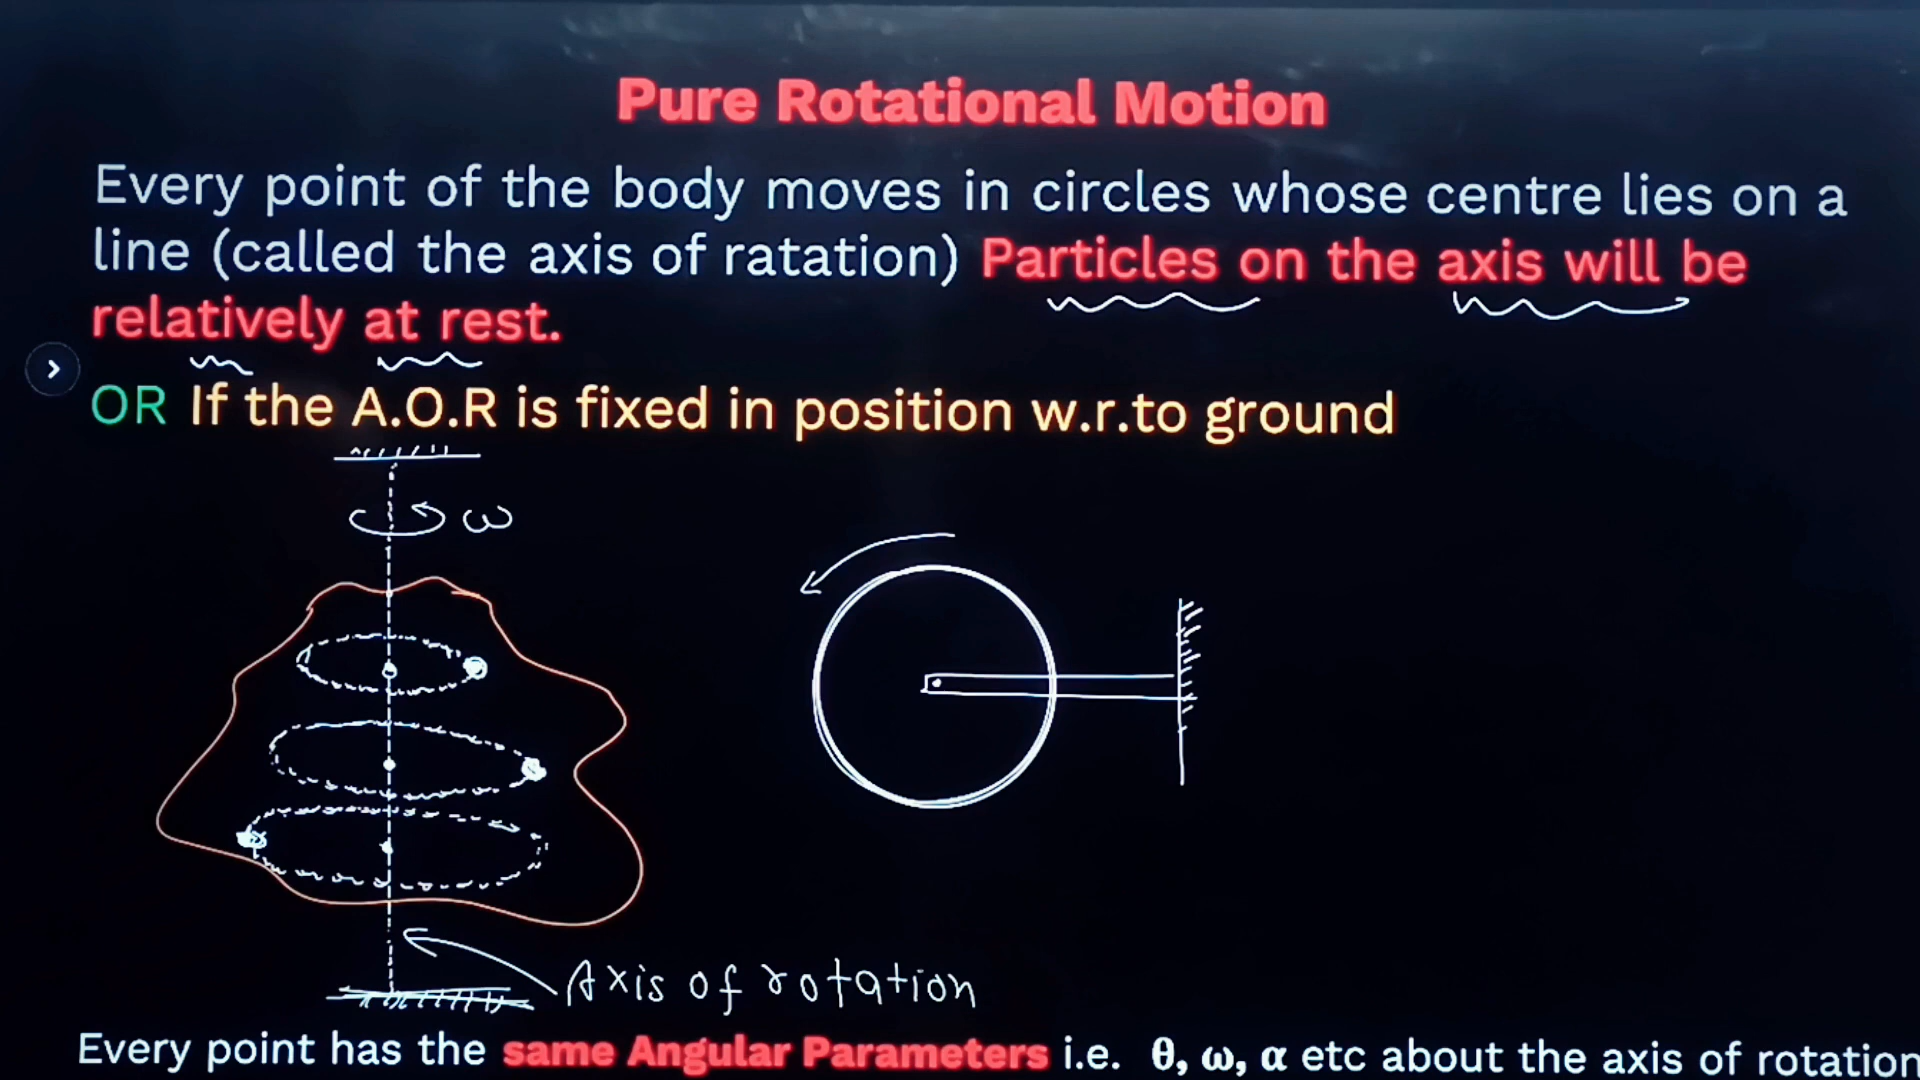 Pure Rotational Motion
Every point of the body moves in circles whose centre lies on a
line (called the axis of ratation) Particles on the axis will be
relatively at rest.
OR If the A.O.R is fixed in position w.r.to ground
ω
Axis of rotation
Every point has the same Angular Parameters i.e. θ, ω, α etc about the axis of rotation